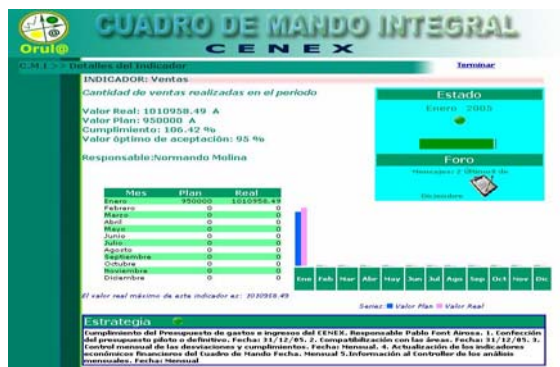 CUADRO DE MANDO INTEGRAL
CENEX
Orul@
C.M.I >> Detalles del Indicador
Terminar
INDICADOR: Ventas
Cantidad de ventas realizadas en el periodo
Valor Real: 1010958.49 A
Valor Plan: 950000 A
Cumplimiento: 106.42 %
Valor óptimo de aceptación: 95 %
Responsable:Normando Molina
Estado
Enero 2005
Foro
Mensajes: 2 Último: 8 de
Diciembre
Mes Plan Real
Enero 950000 1010958.49
Febrero 0 0
Marzo 0 0
Abril 0 0
Mayo 0 0
Junio 0 0
Julio 0 0
Agosto 0 0
Septiembre 0 0
Octubre 0 0
Noviembre 0 0
Diciembre 0 0
Ene Feb Mar Abr May Jun Jul Ago Sep Oct Nov Dic
El valor real máximo de este indicador es: 1010958.49
Series: Valor Plan Valor Real
Estrategia
Cumplimiento del Presupuesto de gastos e ingresos del CENEX. Responsable Pablo Font Airosa. 1. Confección
del presupuesto piloto o definitivo. Fecha: 31/12/05. 2. Compatibilización con las áreas. Fecha: 31/12/05. 3.
Control mensual de las desviaciones y cumplimientos. Fecha: Mensual. 4. Actualización de los indicadores
económicos financieros del Cuadro de Mando Fecha. Mensual 5.Información al Controller de los análisis
mensuales. Fecha: Mensual